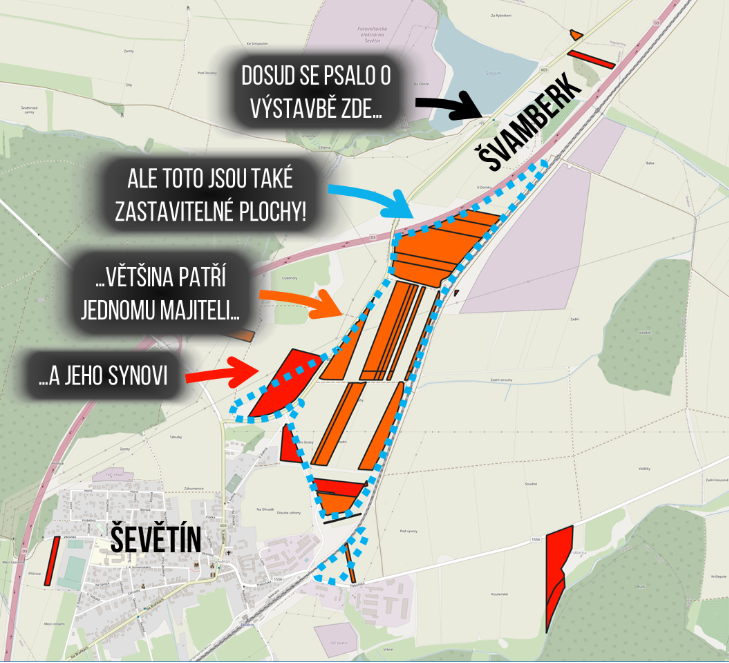 DOSUD SE PSALO O
VÝSTAVBĚ ZDE...
ŠVAMBERK
ALE TOTO JSOU TAKÉ
ZASTAVITELNÉ PLOCHY!
...VĚTŠINA PATŘÍ
JEDNOMU MAJITELI...
...A JEHO SYNOVI
ŠEVĚTÍN